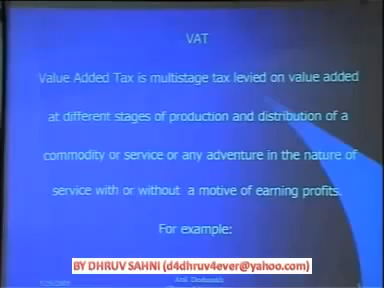 VAT
Value Added Tax is multistage tax levied on value added
at different stages of production and distribution of a
commodity or service or any adventure in the nature of
service with or without a motive of earning profits.
For example:
BY DHRUV SAHNI (d4dhruv4ever@yahoo.com)